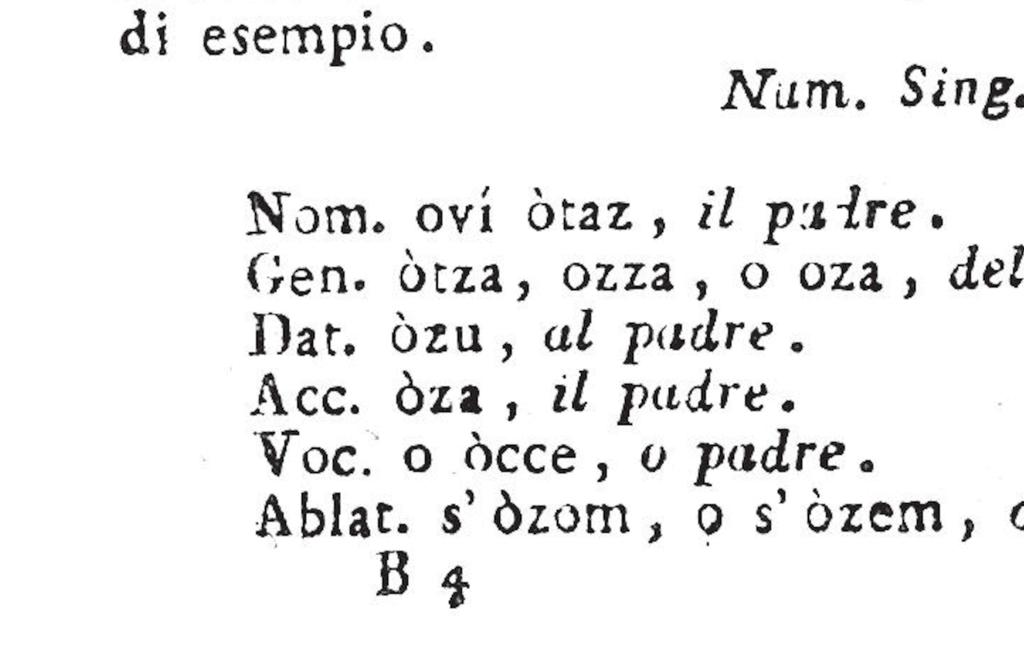 di esempio.
Num. Sing.
Nom. oví òtaz, il padre.
Gen. òtza, ozza, o oza, del
Dat. òzu, al padre.
Acc. òza, il padre.
Voc. o òcce, o padre.
Ablat. s' òzom, o s' òzem,
B 4